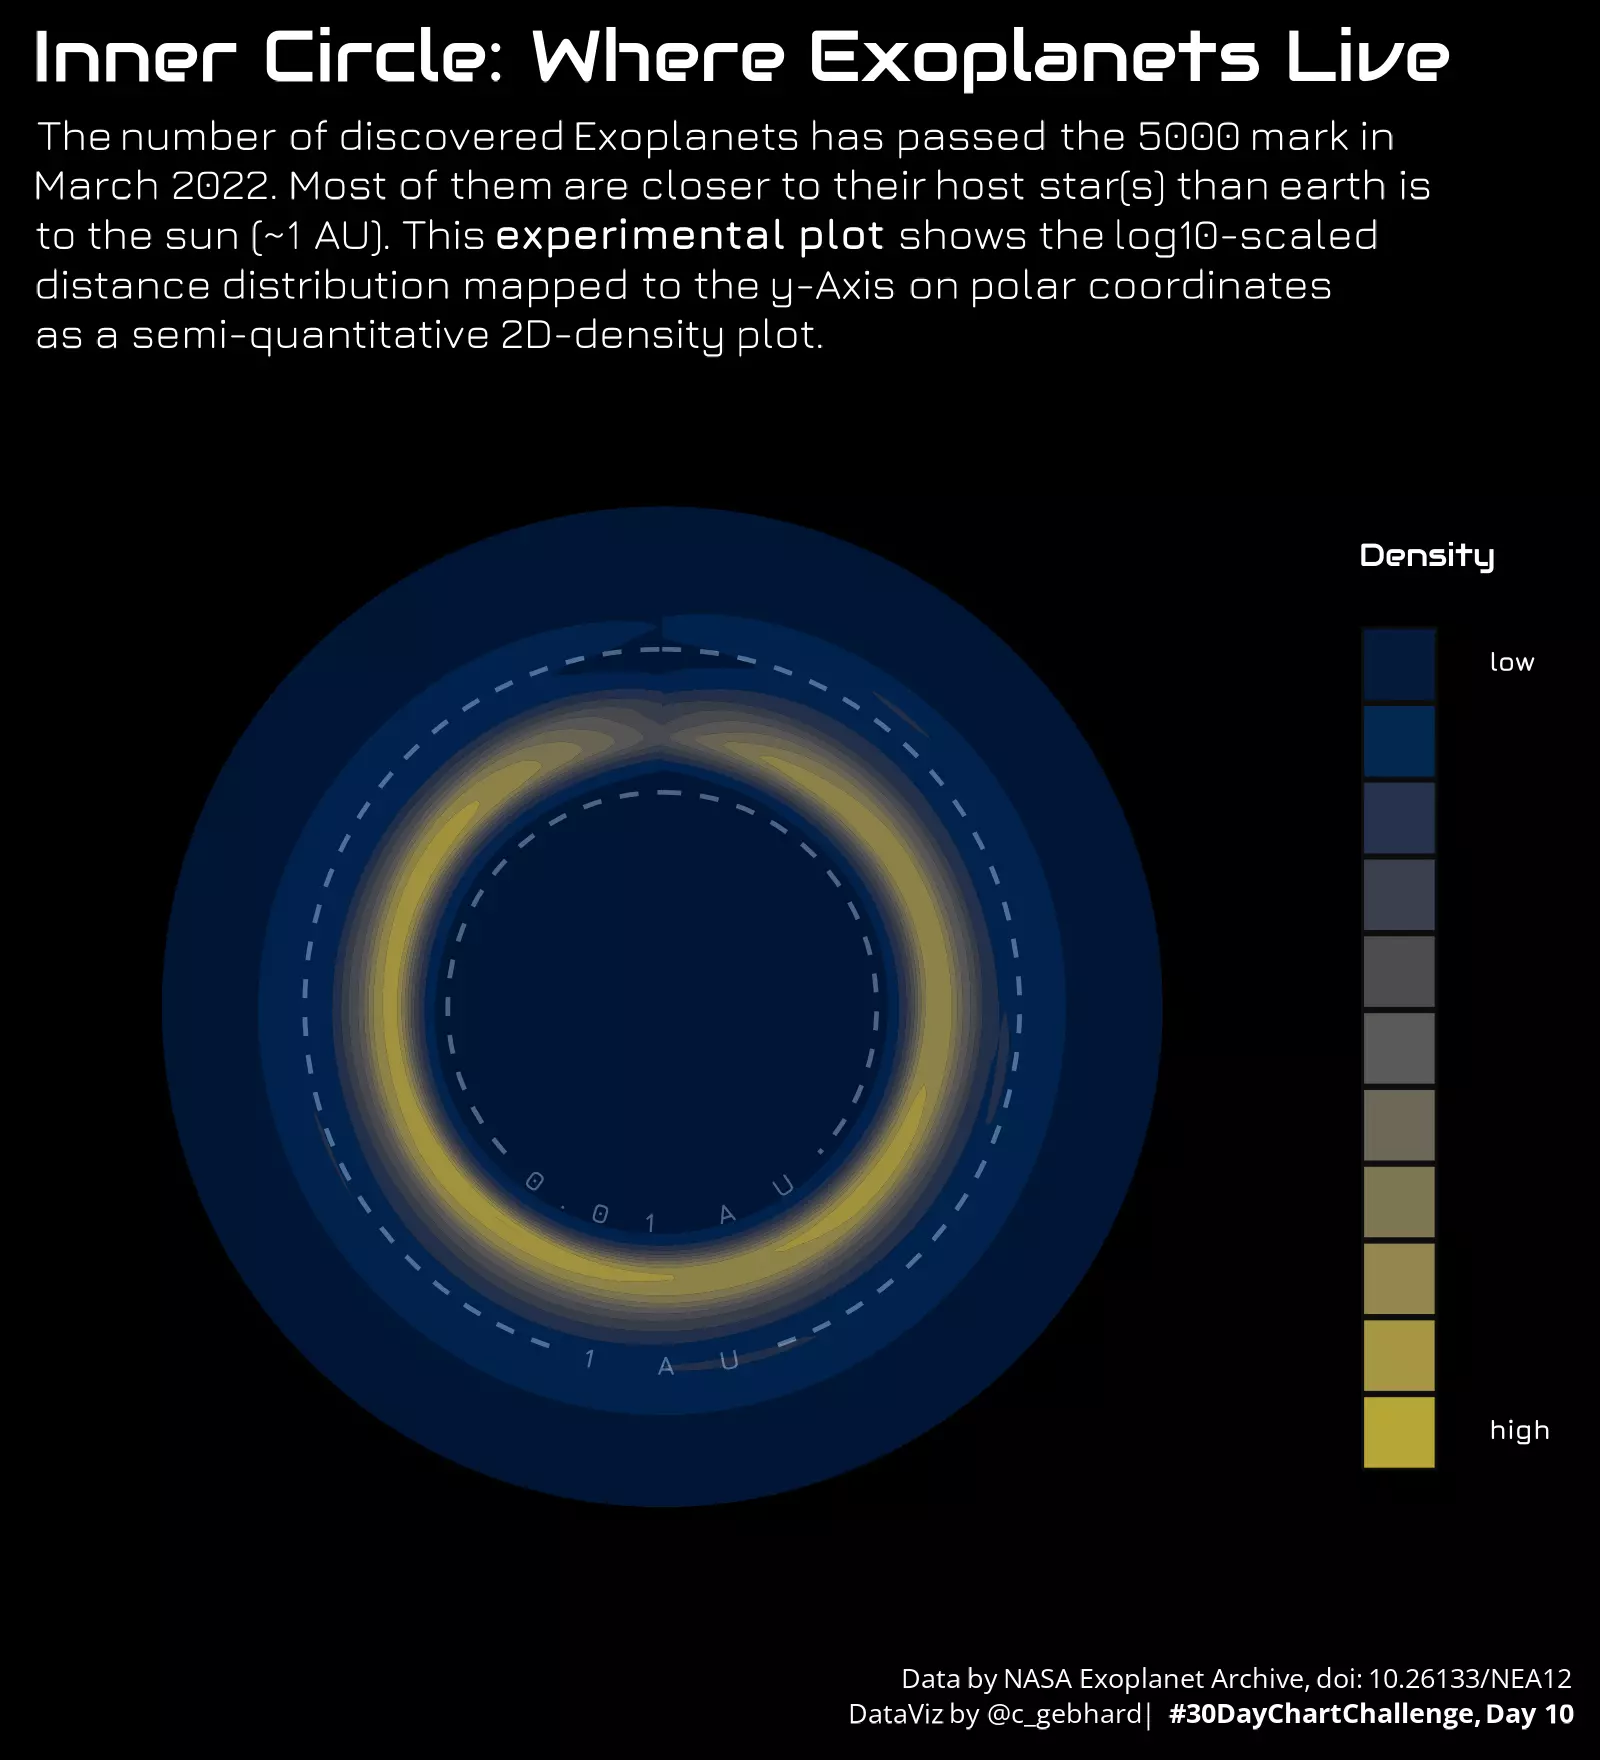 Inner Circle: Where Exoplanets Live
The number of discovered Exoplanets has passed the 5000 mark in
March 2022. Most of them are closer to their host star(s) than earth is
to the sun (~1 AU). This experimental plot shows the log10-scaled
distance distribution mapped to the y-Axis on polar coordinates
as a semi-quantitative 2D-density plot.
Density
low
high
0.01 AU
1 AU
Data by NASA Exoplanet Archive, doi: 10.26133/NEA12
DataViz by @c_gebhard| #30DayChartChallenge, Day 10